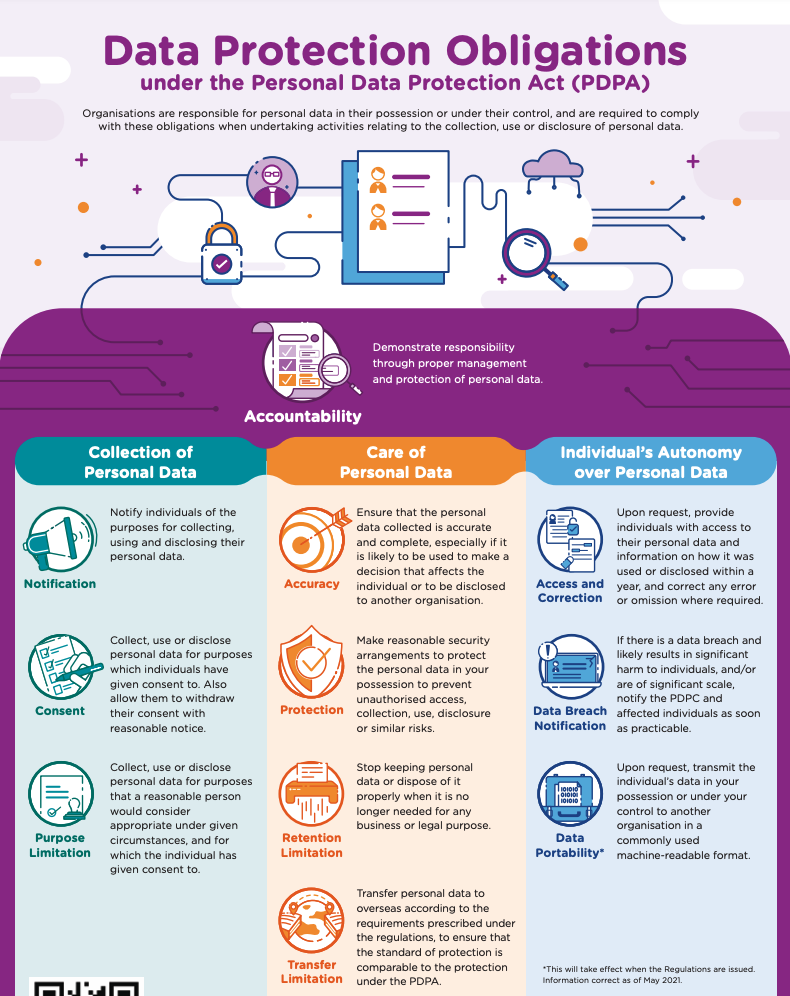 Data Protection Obligations
under the Personal Data Protection Act (PDPA)
Organisations are responsible for personal data in their possession or under their control, and are required to comply
with these obligations when undertaking activities relating to the collection, use or disclosure of personal data.
Demonstrate responsibility
through proper management
and protection of personal data.
Accountability
Collection of
Personal Data
Notify individuals of the
purposes for collecting,
using and disclosing their
personal data.
Notification
Collect, use or disclose
personal data for purposes
which individuals have
given consent to. Also
allow them to withdraw
their consent with
reasonable notice.
Consent
Collect, use or disclose
personal data for purposes
that a reasonable person
would consider
appropriate under given
circumstances, and for
which the individual has
given consent to.
Purpose
Limitation
Care of
Personal Data
Ensure that the personal
data collected is accurate
and complete, especially if it
is likely to be used to make a
decision that affects the
individual or to be disclosed
to another organisation.
Accuracy
Make reasonable security
arrangements to protect
the personal data in your
possession to prevent
unauthorised access,
collection, use, disclosure
or similar risks.
Protection
Stop keeping personal
data or dispose of it
properly when it is no
longer needed for any
business or legal purpose.
Retention
Limitation
Transfer personal data to
overseas according to the
requirements prescribed under
the regulations, to ensure that
the standard of protection is
comparable to the protection
under the PDPA.
Transfer
Limitation
Individual's Autonomy
over Personal Data
Upon request, provide
individuals with access to
their personal data and
information on how it was
used or disclosed within a
year, and correct any error
or omission where required.
Access and
Correction
If there is a data breach and
likely results in significant
harm to individuals, and/or
are of significant scale,
notify the PDPC and
affected individuals as soon
as practicable.
Data Breach
Notification
Upon request, transmit the
individual's data in your
possession or under your
control to another
organisation in a
commonly used
machine-readable format.
Data
Portability*
*This will take effect when the Regulations are issued.
Information correct as of May 2021.